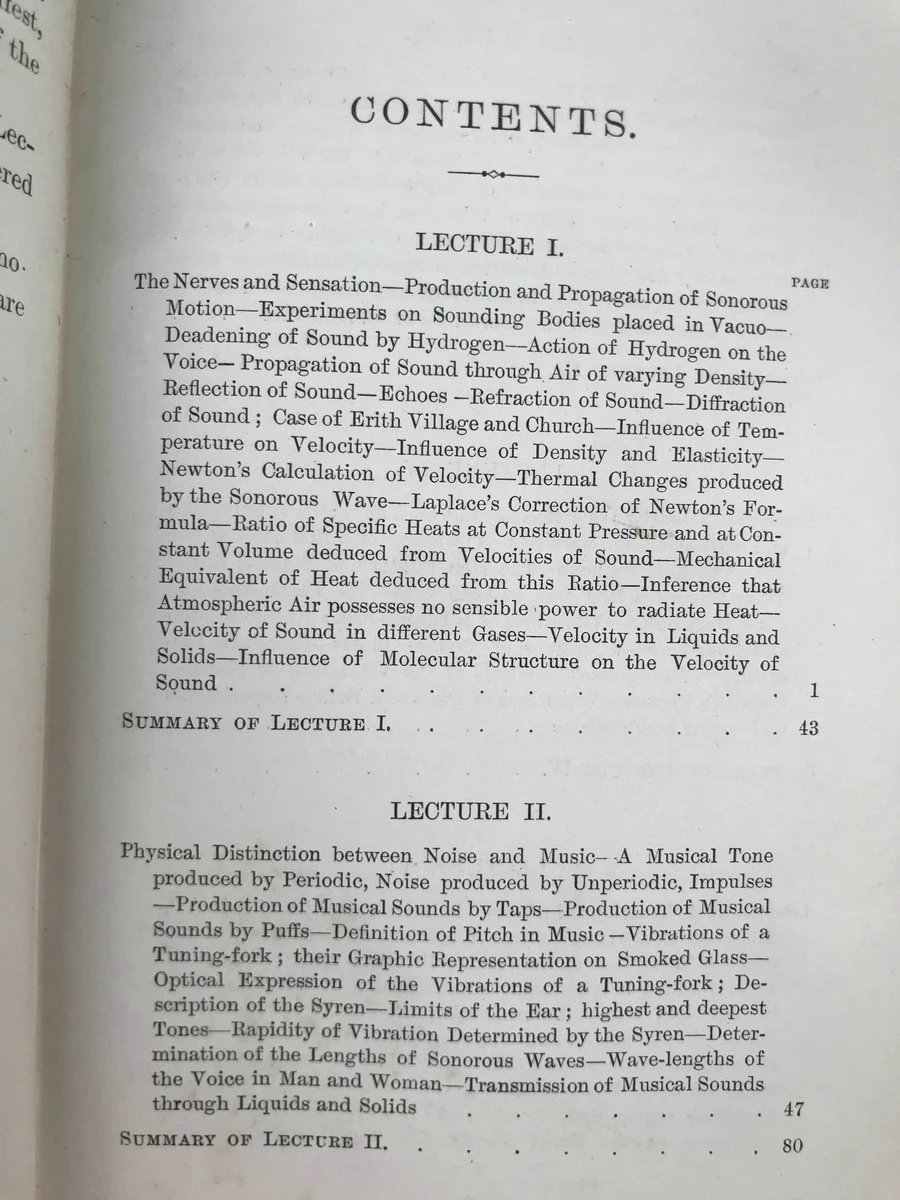 est,
the
Lec-
red
no.
are
CONTENTS.
LECTURE I.
PAGE
The Nerves and Sensation—Production and Propagation of Sonorous
Motion—Experiments on Sounding Bodies placed in Vacuo—
Deadening of Sound by Hydrogen—Action of Hydrogen on the
Voice—Propagation of Sound through Air of varying Density—
Reflection of Sound—Echoes—Refraction of Sound—Diffraction
of Sound; Case of Erith Village and Church—Influence of Tem-
perature on Velocity—Influence of Density and Elasticity—
Newton's Calculation of Velocity—Thermal Changes produced
by the Sonorous Wave—Laplace's Correction of Newton's For-
mula—Ratio of Specific Heats at Constant Pressure and at Con-
stant Volume deduced from Velocities of Sound—Mechanical
Equivalent of Heat deduced from this Ratio—Inference that
Atmospheric Air possesses no sensible power to radiate Heat—
Velocity of Sound in different Gases—Velocity in Liquids and
Solids—Influence of Molecular Structure on the Velocity of
Sound . . . . . . . . . . . . 1
SUMMARY OF LECTURE I. . . . . . . . . 43
LECTURE II.
Physical Distinction between Noise and Music—A Musical Tone
produced by Periodic, Noise produced by Unperiodic, Impulses
—Production of Musical Sounds by Taps—Production of Musical
Sounds by Puffs—Definition of Pitch in Music—Vibrations of a
Tuning-fork; their Graphic Representation on Smoked Glass—
Optical Expression of the Vibrations of a Tuning-fork; De-
scription of the Syren—Limits of the Ear; highest and deepest
Tones—Rapidity of Vibration Determined by the Syren—Deter-
mination of the Lengths of Sonorous Waves—Wave-lengths of
the Voice in Man and Woman—Transmission of Musical Sounds
through Liquids and Solids . . . . . . . 47
SUMMARY OF LECTURE II. . . . . . . . . 80